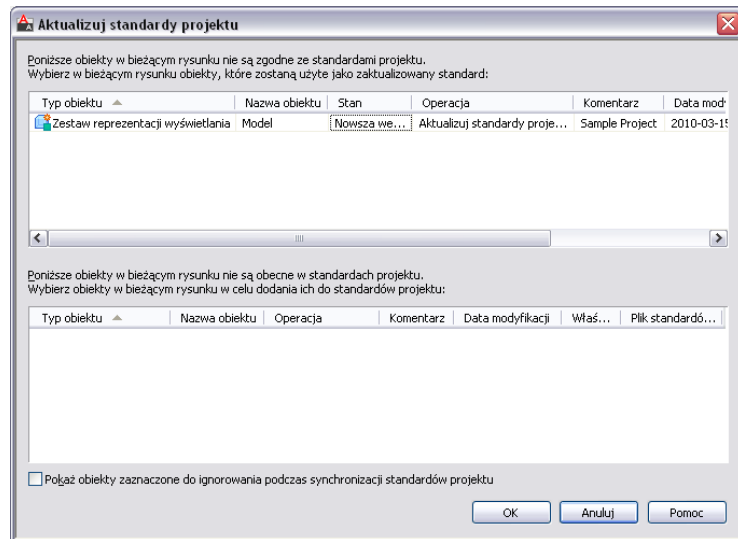 Aktualizuj standardy projektu
Poniższe obiekty w bieżącym rysunku nie są zgodne ze standardami projektu.
Wybierz w bieżącym rysunku obiekty, które zostaną użyte jako zaktualizowany standard:
Typ obiektu Nazwa obiektu Stan Operacja Komentarz Data mod
Zestaw reprezentacji wyświetlania Model Nowsza we... Aktualizuj standardy proje... Sample Project 2010-03-15
Poniższe obiekty w bieżącym rysunku nie są obecne w standardach projektu.
Wybierz obiekty w bieżącym rysunku w celu dodania ich do standardów projektu:
Typ obiektu Nazwa obiektu Operacja Komentarz Data modyfikacji Właś... Plik standardó...
Pokaż obiekty zaznaczone do ignorowania podczas synchronizacji standardów projektu
OK Anuluj Pomoc